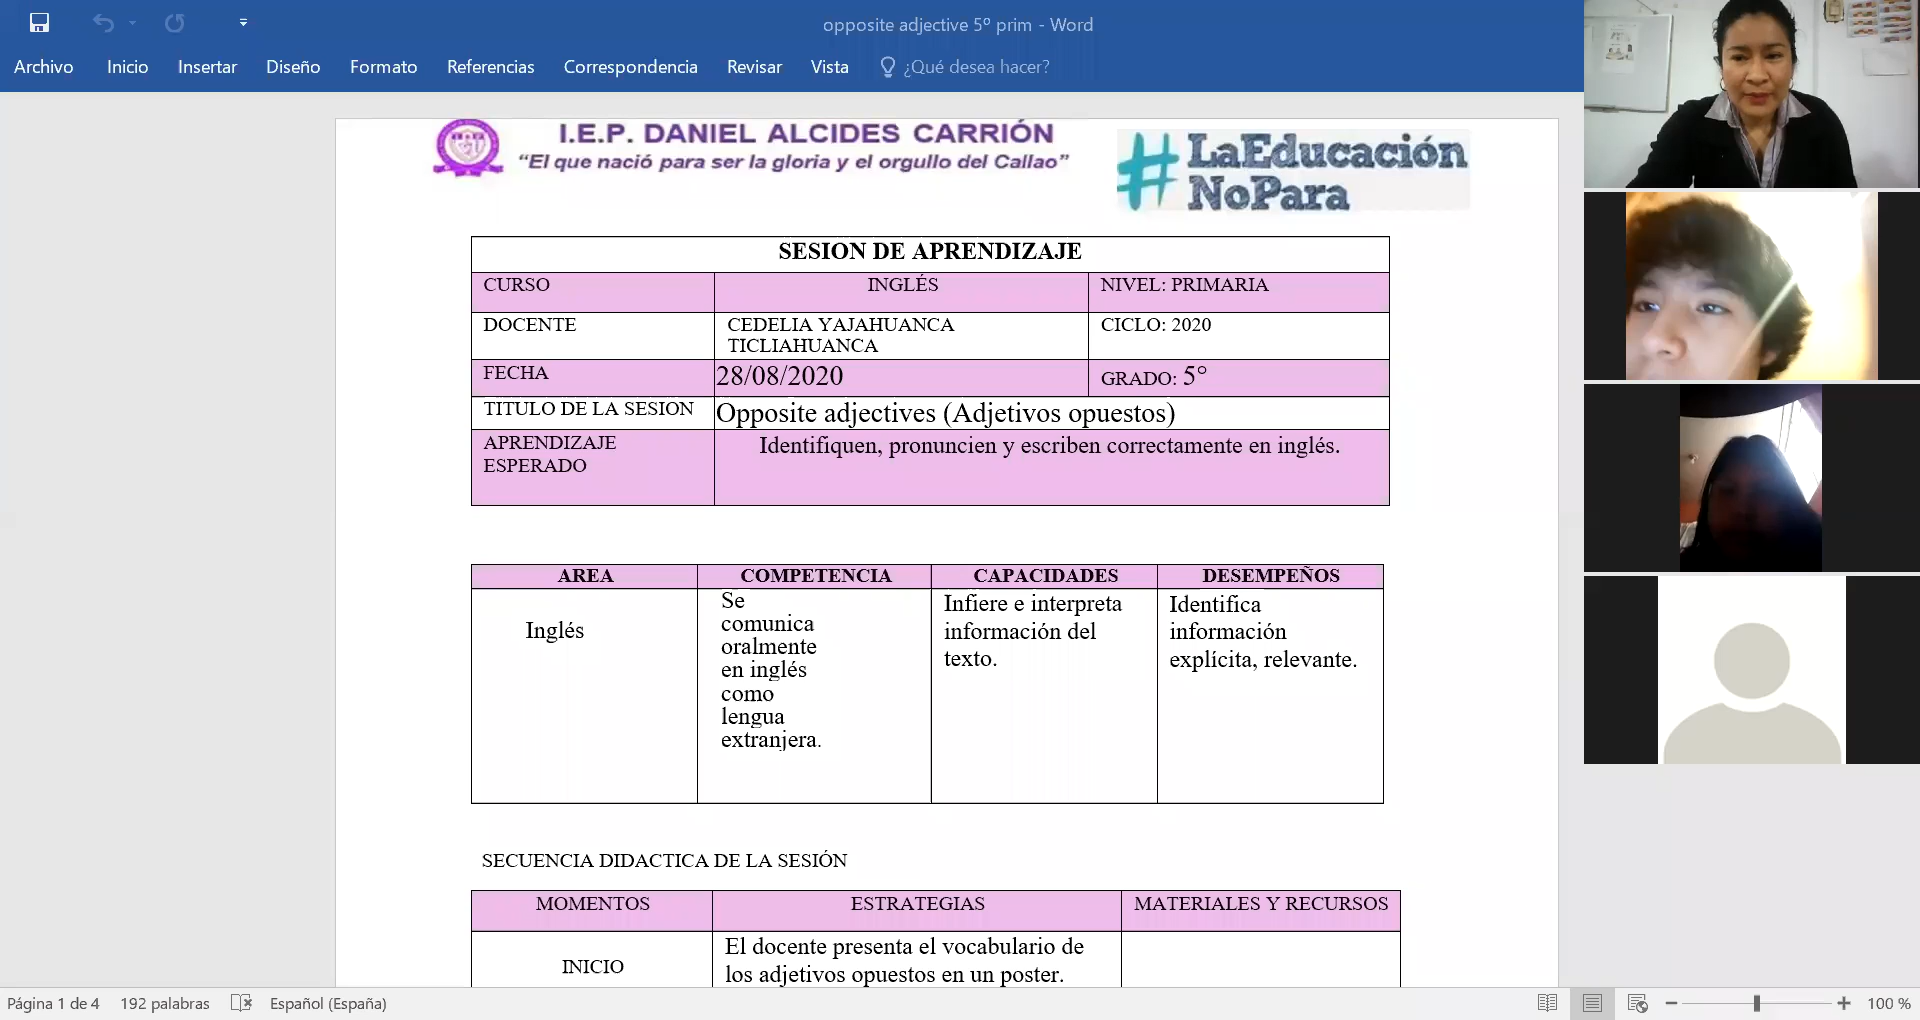 opposite adjective 5º prim - Word
Archivo Inicio Insertar Diseño Formato Referencias Correspondencia Revisar Vista ¿Qué desea hacer?
I.E.P. DANIEL ALCIDES CARRIÓN
“El que nació para ser la gloria y el orgullo del Callao”
#LaEducación
NoPara
SESION DE APRENDIZAJE
CURSO INGLÉS NIVEL: PRIMARIA
DOCENTE CEDELIA YAJAHUANCA CICLO: 2020
TICLIAHUANCA
FECHA 28/08/2020 GRADO: 5°
TITULO DE LA SESION Opposite adjectives (Adjetivos opuestos)
APRENDIZAJE Identifiquen, pronuncien y escriben correctamente en inglés.
ESPERADO
AREA COMPETENCIA CAPACIDADES DESEMPEÑOS
Inglés
Se
comunica
oralmente
en inglés
como
lengua
extranjera.
Infiere e interpreta
información del
texto.
Identifica
información
explícita, relevante.
SECUENCIA DIDACTICA DE LA SESIÓN
MOMENTOS ESTRATEGIAS MATERIALES Y RECURSOS
INICIO
El docente presenta el vocabulario de
los adjetivos opuestos en un poster.
Página 1 de 4 192 palabras Español (España) 100 %